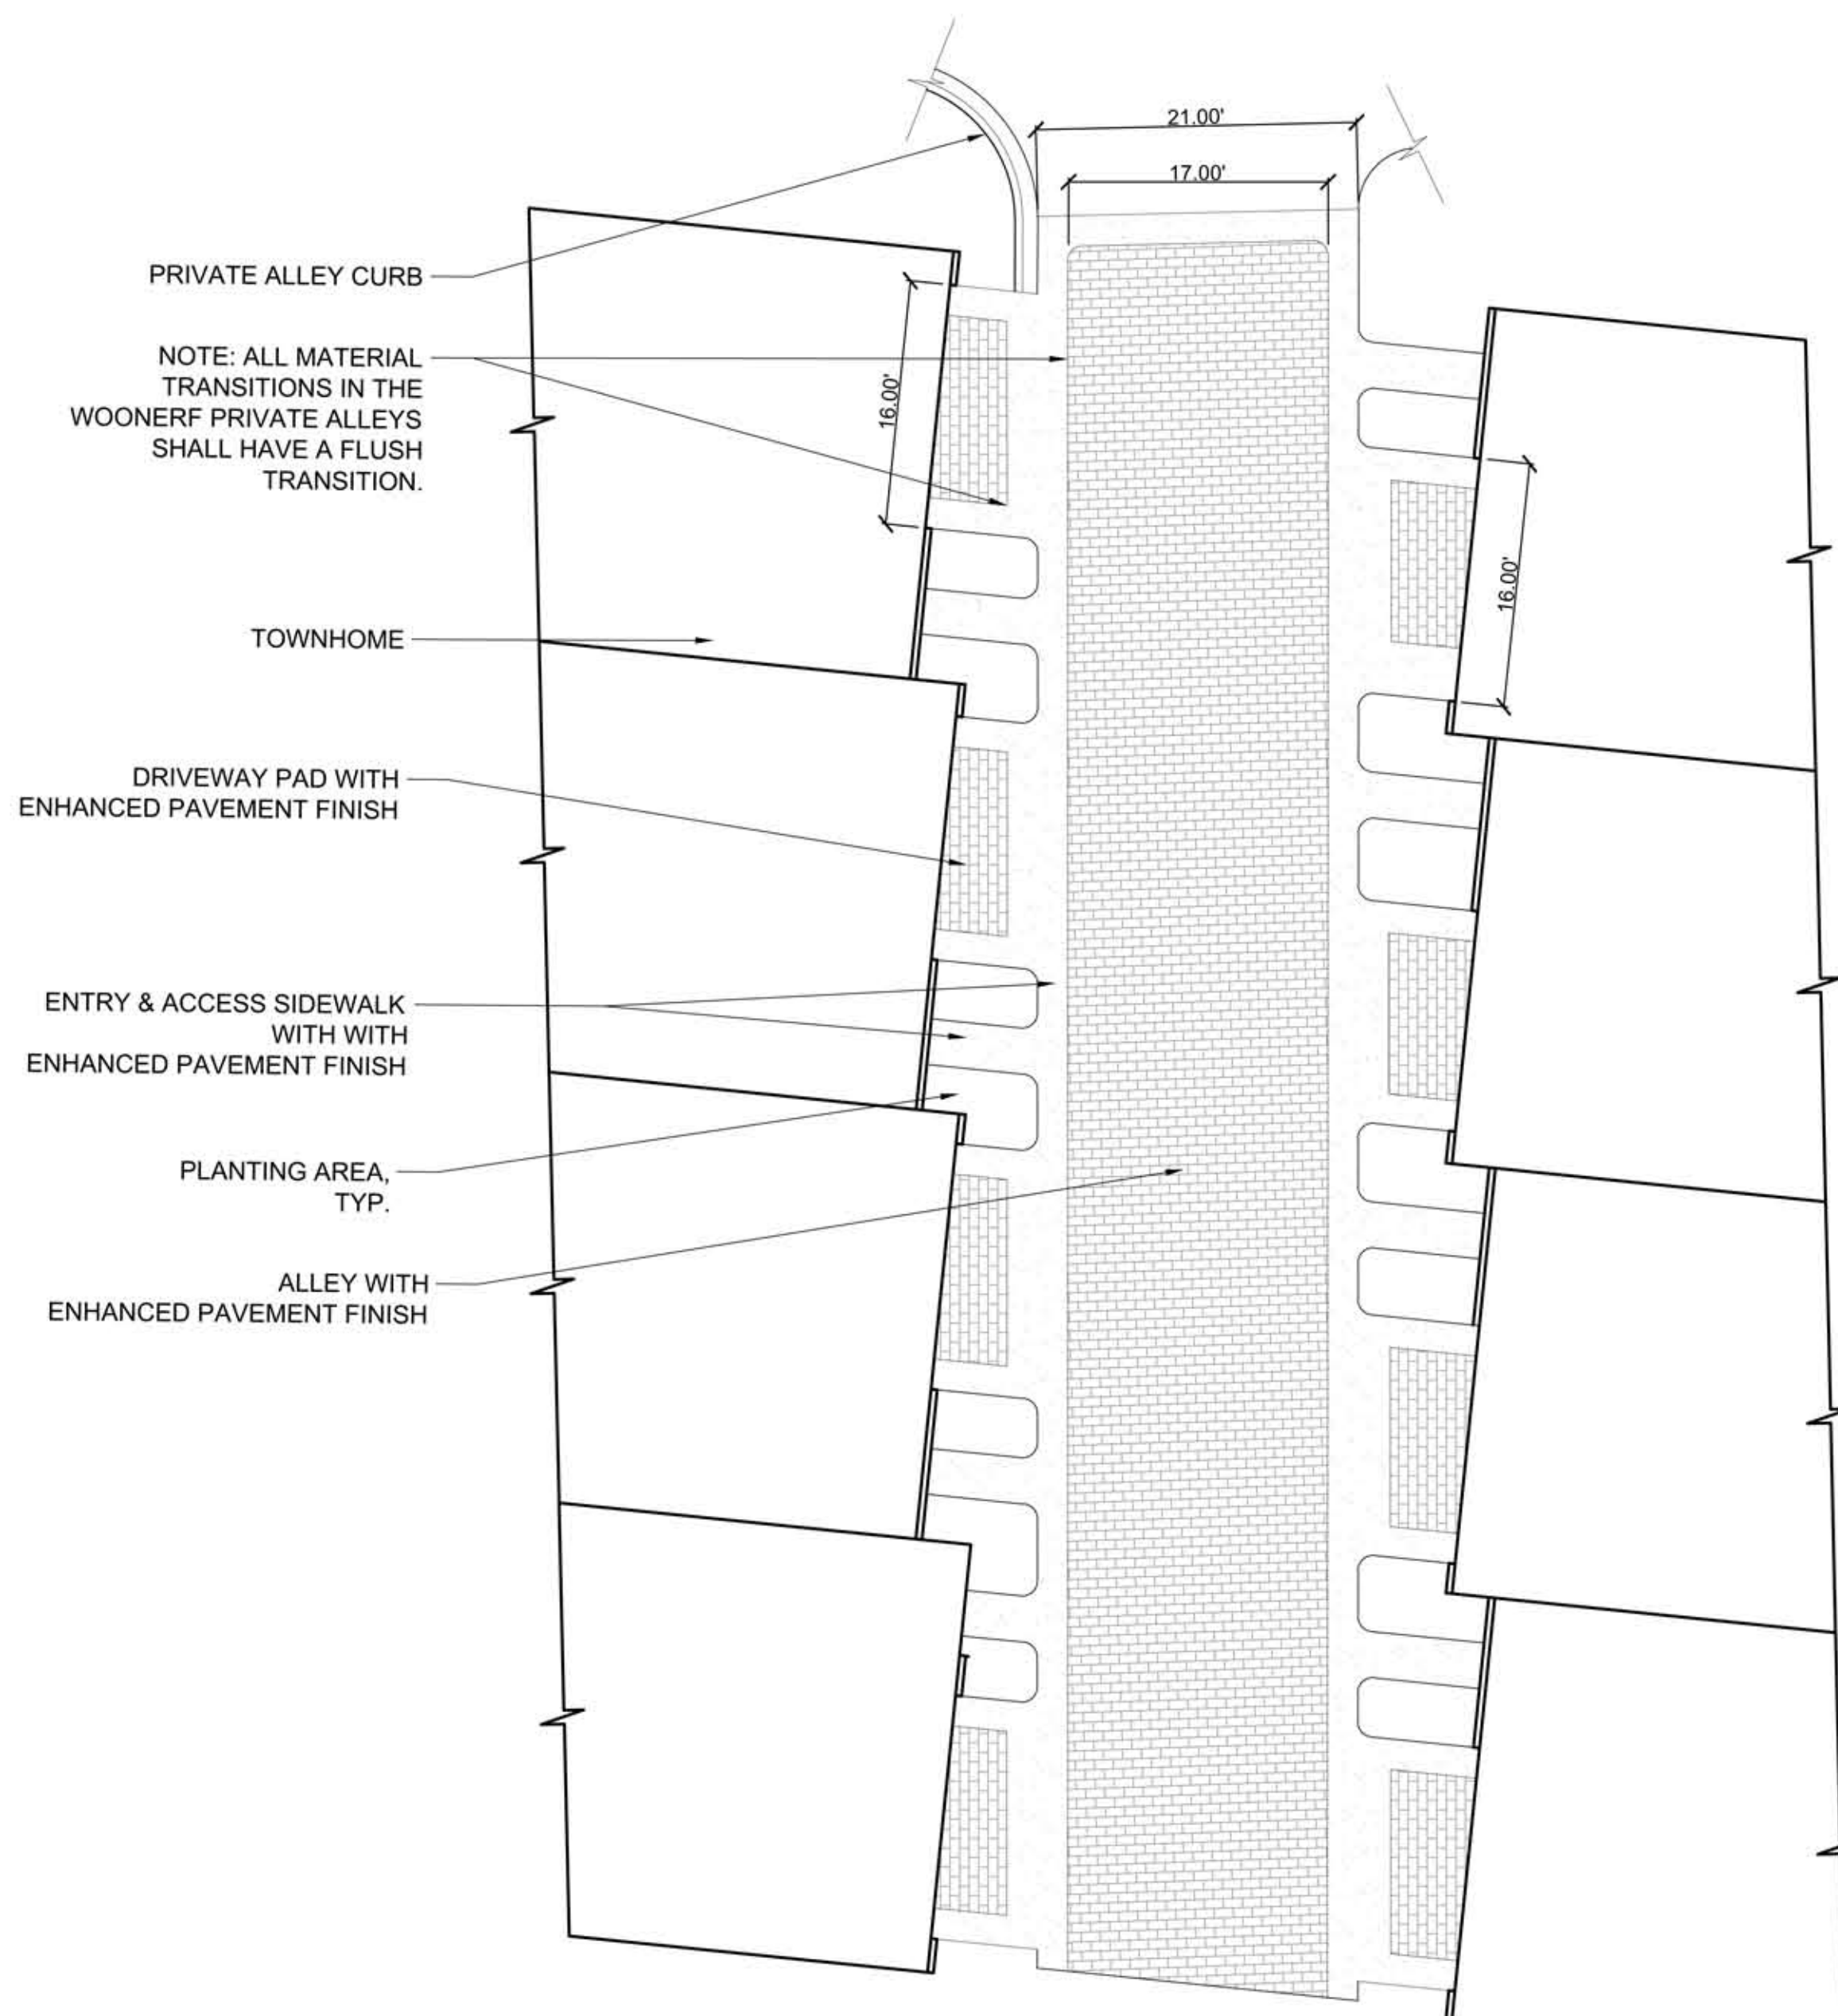 21.00'
17.00'
PRIVATE ALLEY CURB
NOTE: ALL MATERIAL
TRANSITIONS IN THE
WOONERF PRIVATE ALLEYS
SHALL HAVE A FLUSH
TRANSITION.
16.00'
16.00'
TOWNHOME
DRIVEWAY PAD WITH
ENHANCED PAVEMENT FINISH
ENTRY & ACCESS SIDEWALK
WITH WITH
ENHANCED PAVEMENT FINISH
PLANTING AREA,
TYP.
ALLEY WITH
ENHANCED PAVEMENT FINISH